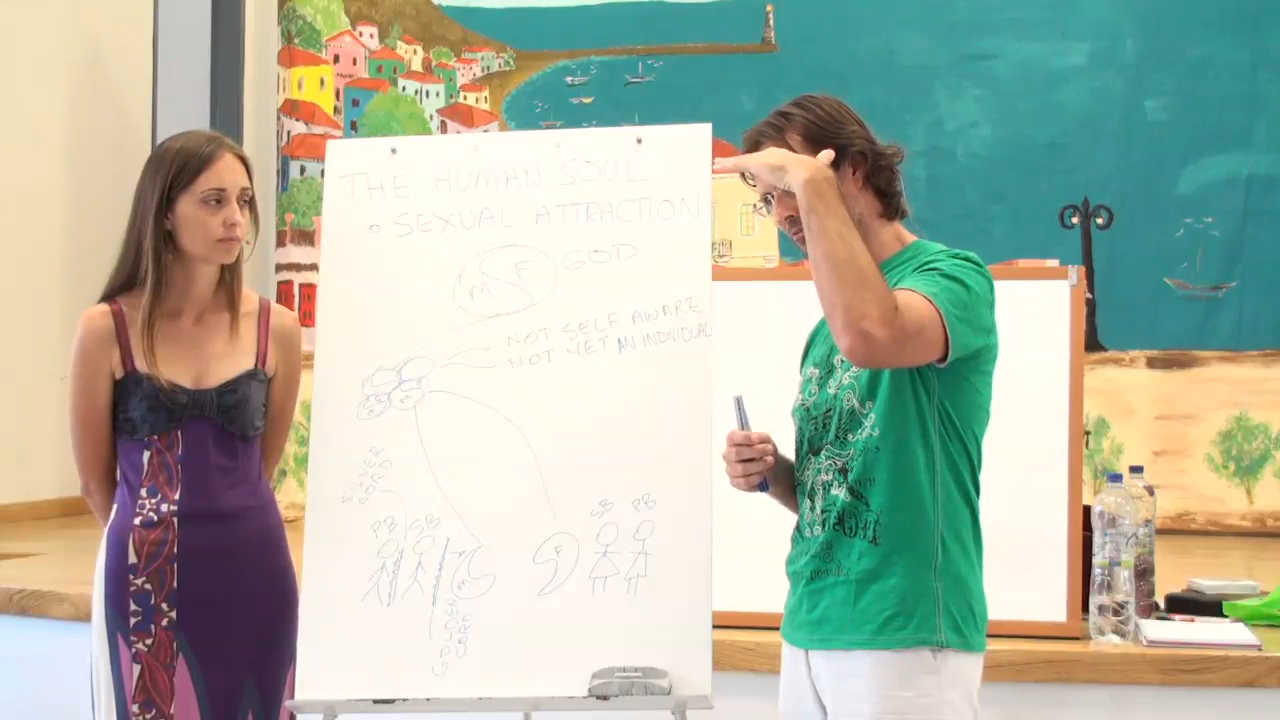 THE HUMAN SOUL
o SEXUAL ATTRACTION
M F GOD
NOT SELF AWARE
NOT YET AN INDIVIDUAL
SILVER
CORD
PB SB
SB PB
M
F
GOLDEN
CORD